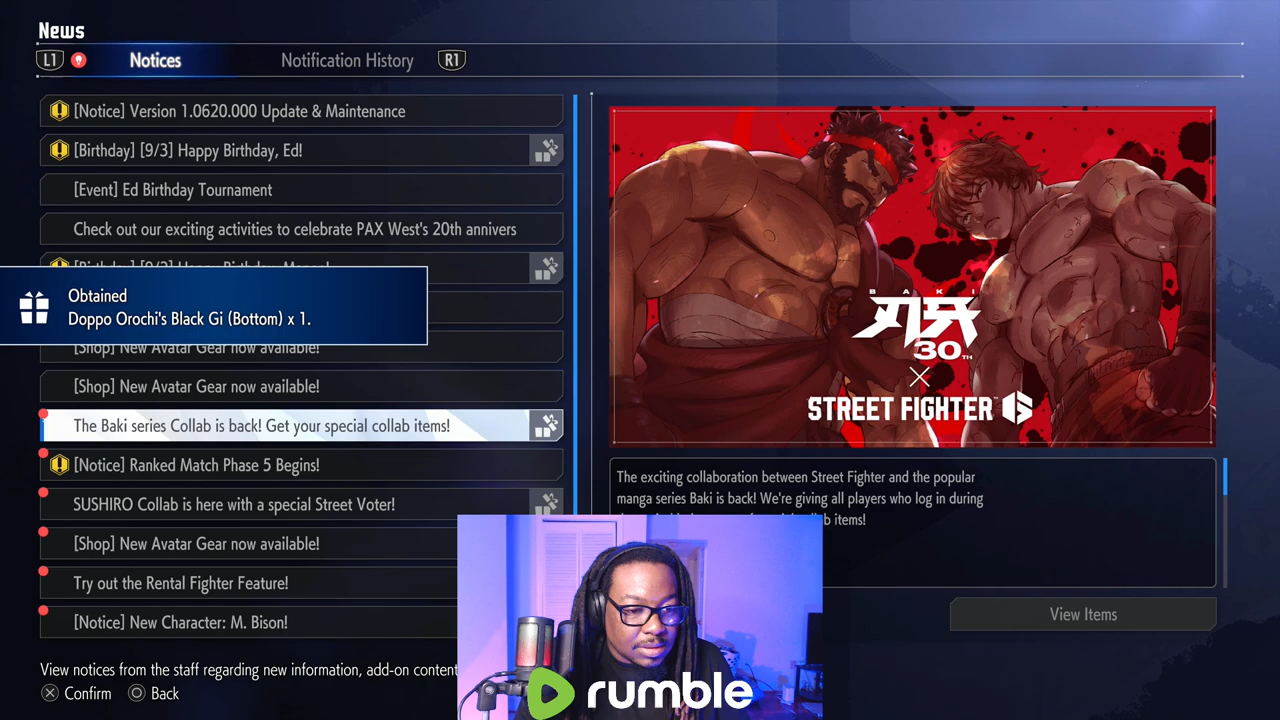 News
L1
Notices
Notification History
R1
[Notice] Version 1.0620.000 Update & Maintenance
[Birthday] [9/3] Happy Birthday, Ed!
[Event] Ed Birthday Tournament
Check out our exciting activities to celebrate PAX West's 20th annivers
Obtained
Doppo Orochi's Black Gi (Bottom) x 1.
[Shop] New Avatar Gear now available!
[Shop] New Avatar Gear now available!
The Baki series Collab is back! Get your special collab items!
[Notice] Ranked Match Phase 5 Begins!
SUSHIRO Collab is here with a special Street Voter!
[Shop] New Avatar Gear now available!
Try out the Rental Fighter Feature!
[Notice] New Character: M. Bison!
View notices from the staff regarding new information, add-on content
Confirm
Back
BAKI
刃牙
30TH
×
STREET FIGHTER 6
The exciting collaboration between Street Fighter and the popular
manga series Baki is back! We're giving all players who log in during
items!
View Items
rumble